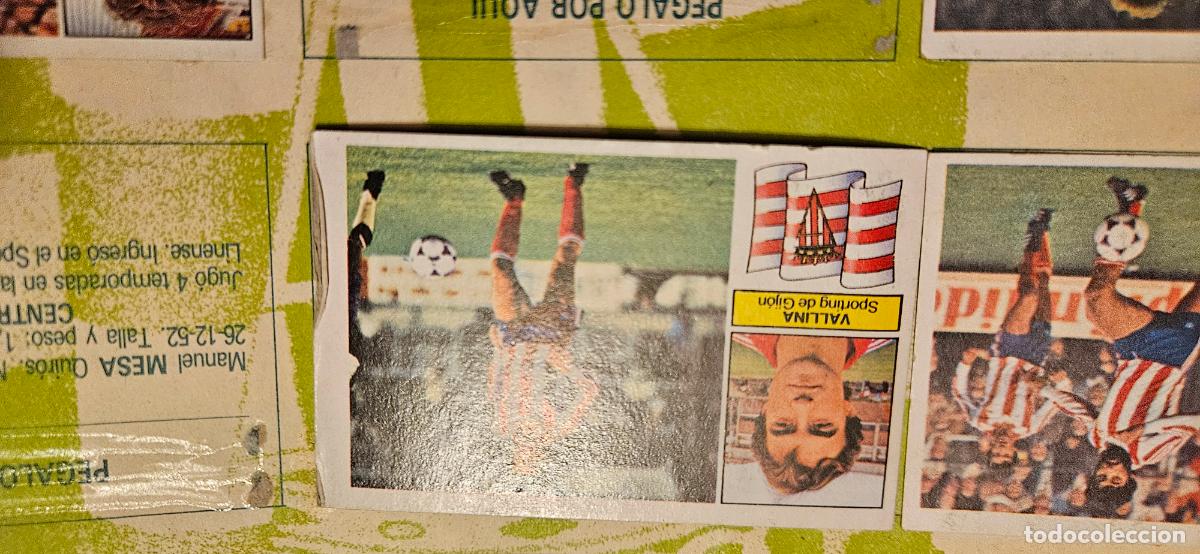 VALLINA
Sporting de Gijón
PEGALO
Manuel MESA Quirós. N
26-12-52. Talla y peso: 1,
CENTR
Jugó 4 temporadas en la
Linense. Ingresó en el Spo
PEGALO POR AQUI
todocoleccion